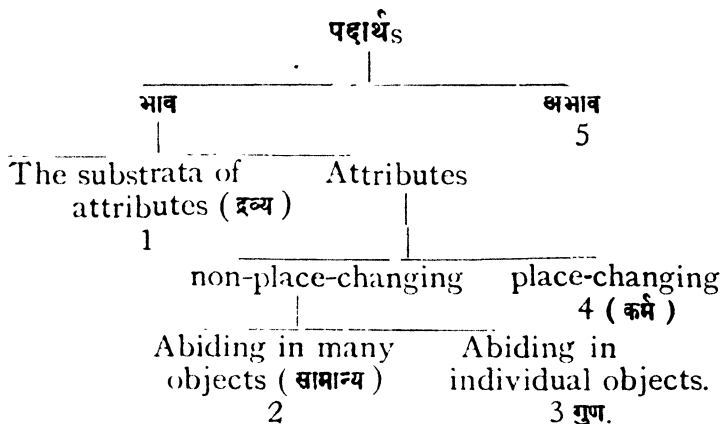 पदार्थs
भाव अभाव
5
The substrata of Attributes
attributes ( द्रव्य )
1
non-place-changing place-changing
4 ( कर्म )
Abiding in many Abiding in
objects ( सामान्य ) individual objects.
2 3 गुण.